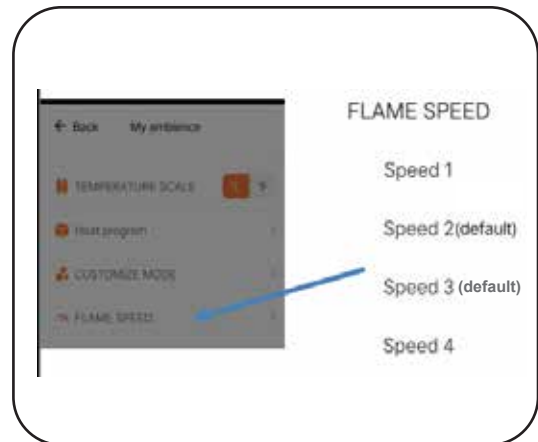 ← Back My ambience
TEMPERATURE SCALE
Heat program
CUSTOMIZE MODE
FLAME SPEED
FLAME SPEED
Speed 1
Speed 2(default)
Speed 3 (default)
Speed 4